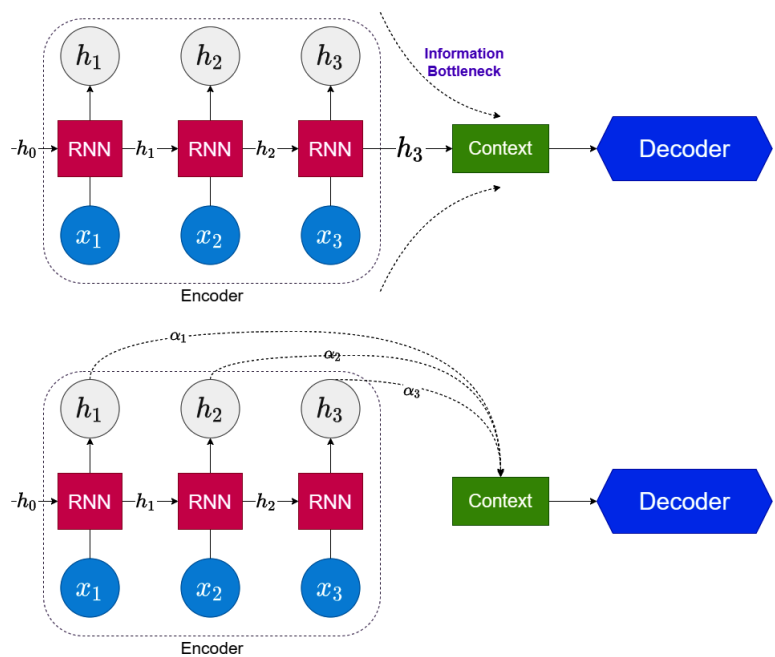 h₁ h₂ h₃
Information
Bottleneck
h₀ RNN h₁ RNN h₂ RNN h₃ Context Decoder
x₁ x₂ x₃
Encoder
α₁
α₂
α₃
h₁ h₂ h₃
h₀ RNN h₁ RNN h₂ RNN Context Decoder
x₁ x₂ x₃
Encoder